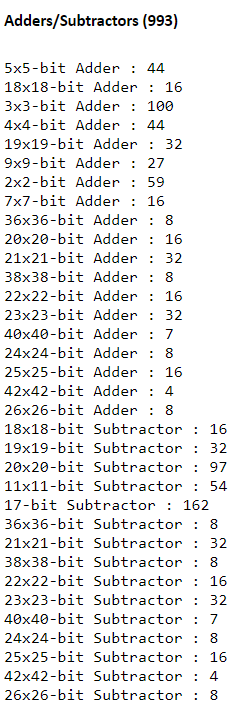 Adders/Subtractors (993)
5x5-bit Adder : 44
18x18-bit Adder : 16
3x3-bit Adder : 100
4x4-bit Adder : 44
19x19-bit Adder : 32
9x9-bit Adder : 27
2x2-bit Adder : 59
7x7-bit Adder : 16
36x36-bit Adder : 8
20x20-bit Adder : 16
21x21-bit Adder : 32
38x38-bit Adder : 8
22x22-bit Adder : 16
23x23-bit Adder : 32
40x40-bit Adder : 7
24x24-bit Adder : 8
25x25-bit Adder : 16
42x42-bit Adder : 4
26x26-bit Adder : 8
18x18-bit Subtractor : 16
19x19-bit Subtractor : 32
20x20-bit Subtractor : 97
11x11-bit Subtractor : 54
17-bit Subtractor : 162
36x36-bit Subtractor : 8
21x21-bit Subtractor : 32
38x38-bit Subtractor : 8
22x22-bit Subtractor : 16
23x23-bit Subtractor : 32
40x40-bit Subtractor : 7
24x24-bit Subtractor : 8
25x25-bit Subtractor : 16
42x42-bit Subtractor : 4
26x26-bit Subtractor : 8